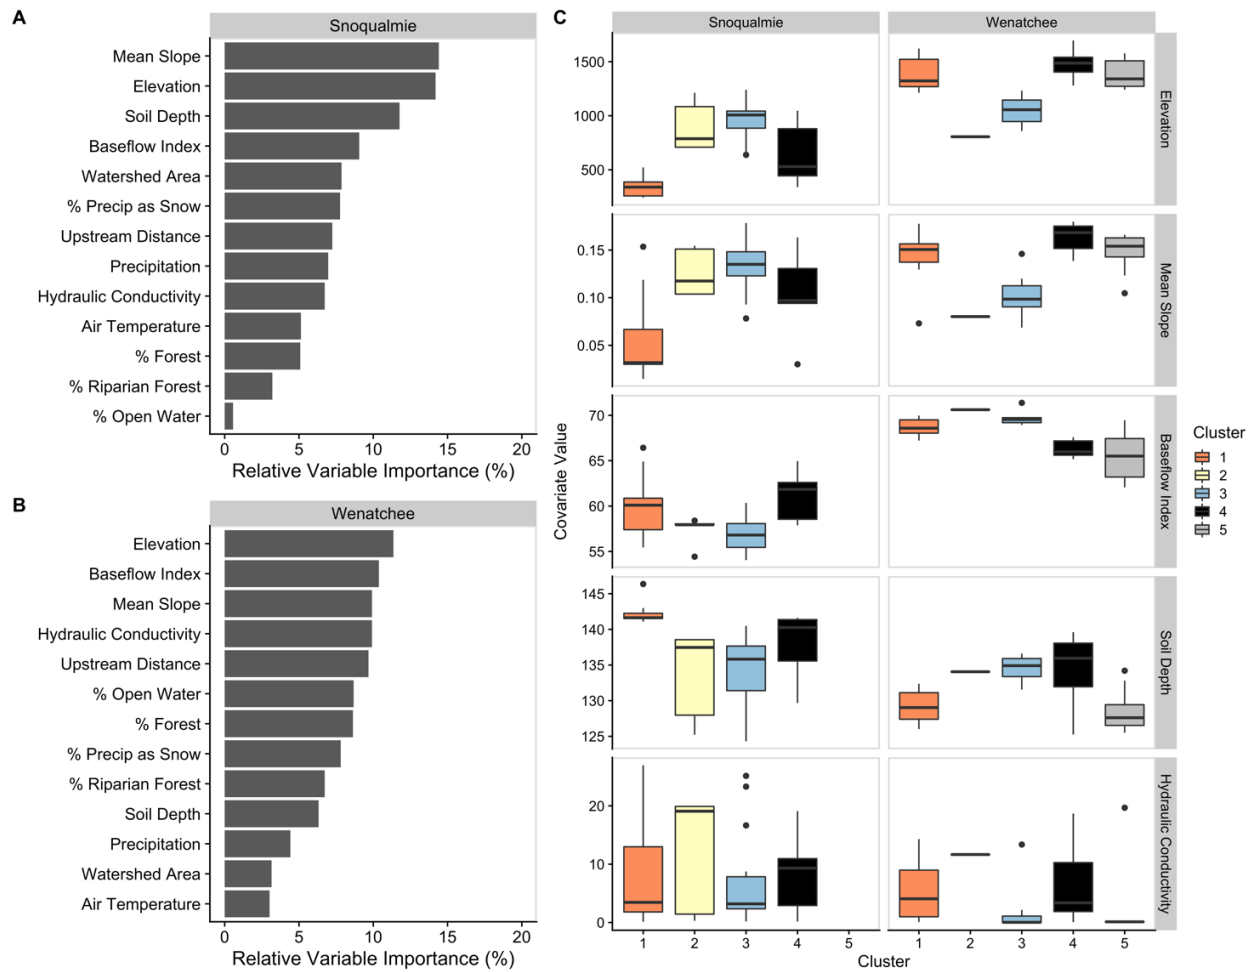 A
Snoqualmie
Mean Slope
Elevation
Soil Depth
Baseflow Index
Watershed Area
% Precip as Snow
Upstream Distance
Precipitation
Hydraulic Conductivity
Air Temperature
% Forest
% Riparian Forest
% Open Water
0 5 10 15 20
Relative Variable Importance (%)
B
Wenatchee
Elevation
Baseflow Index
Mean Slope
Hydraulic Conductivity
Upstream Distance
% Open Water
% Forest
% Precip as Snow
% Riparian Forest
Soil Depth
Precipitation
Watershed Area
Air Temperature
0 5 10 15 20
Relative Variable Importance (%)
C
Snoqualmie Wenatchee
1500
1000
500
Elevation
0.15
0.10
0.05
Mean Slope
70
65
60
55
Baseflow Index
145
140
135
130
125
Soil Depth
20
10
0
Hydraulic Conductivity
Covariate Value
1 2 3 4 5 1 2 3 4 5
Cluster
Cluster
1
2
3
4
5